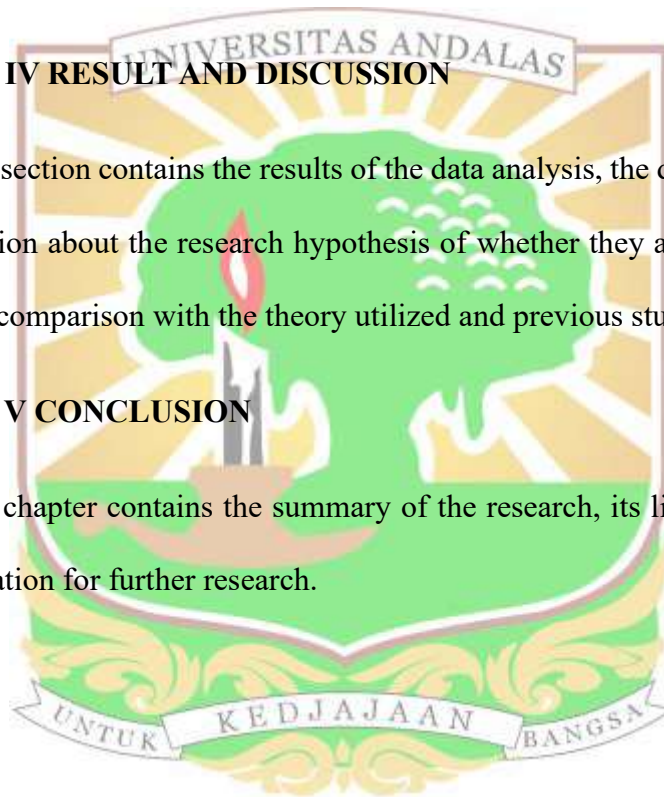 UNIVERSITAS ANDALAS
IV RESULT AND DISCUSSION
section contains the results of the data analysis, the
tion about the research hypothesis of whether they
comparison with the theory utilized and previous stu
V CONCLUSION
chapter contains the summary of the research, its li
ation for further research.
UNTUK KEDJAJAAN BANGSA